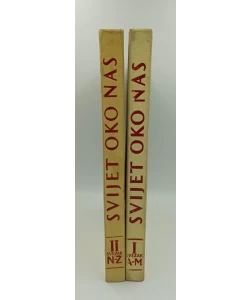 SVIJET OKO NAS
II
SVEZAK
N-Ž
SVIJET OKO NAS
I
SVEZAK
A-M